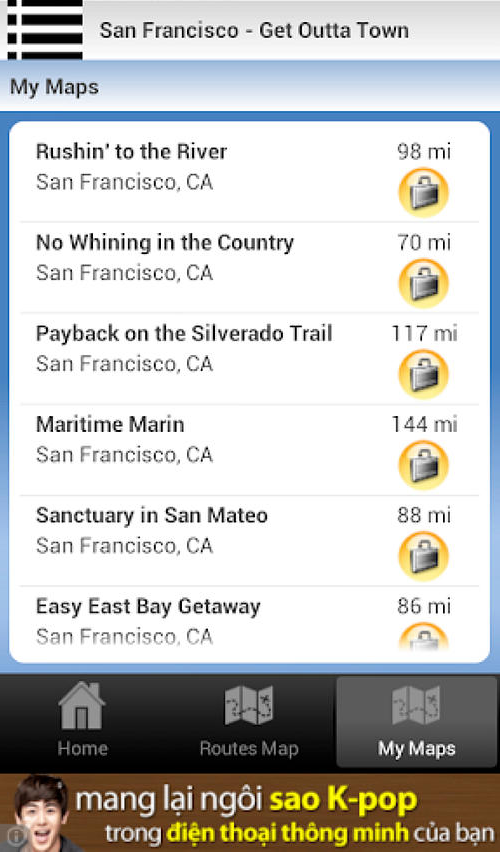 San Francisco - Get Outta Town
My Maps
Rushin' to the River
98 mi
San Francisco, CA
No Whining in the Country
70 mi
San Francisco, CA
Payback on the Silverado Trail
117 mi
San Francisco, CA
Maritime Marin
144 mi
San Francisco, CA
Sanctuary in San Mateo
88 mi
San Francisco, CA
Easy East Bay Getaway
86 mi
San Francisco, CA
Home
Routes Map
My Maps
mang lại ngôi sao K-pop
trong điện thoại thông minh của bạn